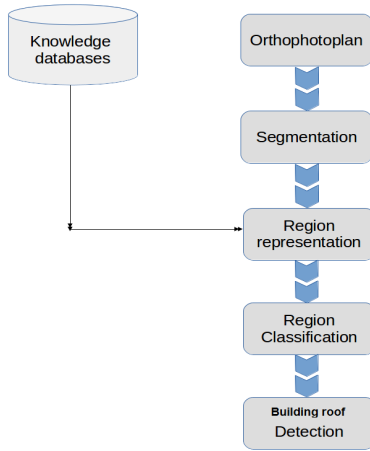 Knowledge
databases
Orthophotoplan
Segmentation
Region
representation
Region
Classification
Building roof
Detection